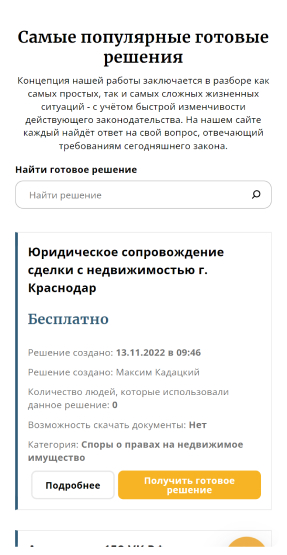 Самые популярные готовые
решения
Концепция нашей работы заключается в разборе как
самых простых, так и самых сложных жизненных
ситуаций - с учётом быстрой изменчивости
действующего законодательства. На нашем сайте
каждый найдёт ответ на свой вопрос, отвечающий
требованиям сегодняшнего закона.
Найти готовое решение
Найти решение
Юридическое сопровождение
сделки с недвижимостью г.
Краснодар
Бесплатно
Решение создано: 13.11.2022 в 09:46
Решение создано: Максим Кадацкий
Количество людей, которые использовали
данное решение: 0
Возможность скачать документы: Нет
Категория: Споры о правах на недвижимое
имущество
Подробнее
Получить готовое
решение